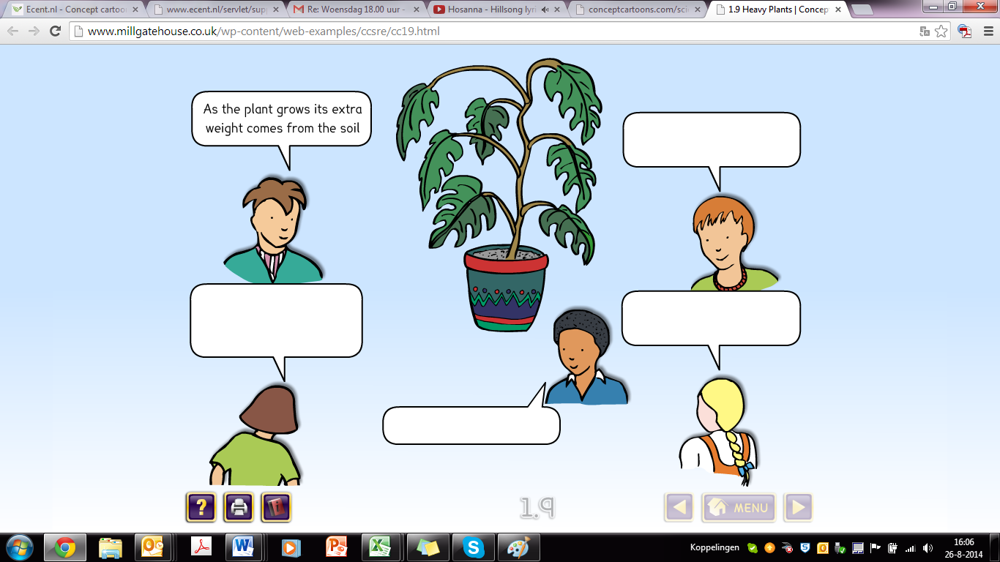 Ecent.nl - Concept cartoo
www.ecent.nl/servlet/sup
Re: Woensdag 18.00 uur -
Hosanna - Hillsong lyri
conceptcartoons.com/sci
1.9 Heavy Plants | Concep
www.millgatehouse.co.uk/wp-content/web-examples/ccsre/cc19.html
As the plant grows its extra
weight comes from the soil
?
i
1.9
MENU
Koppelingen
16:06
26-8-2014